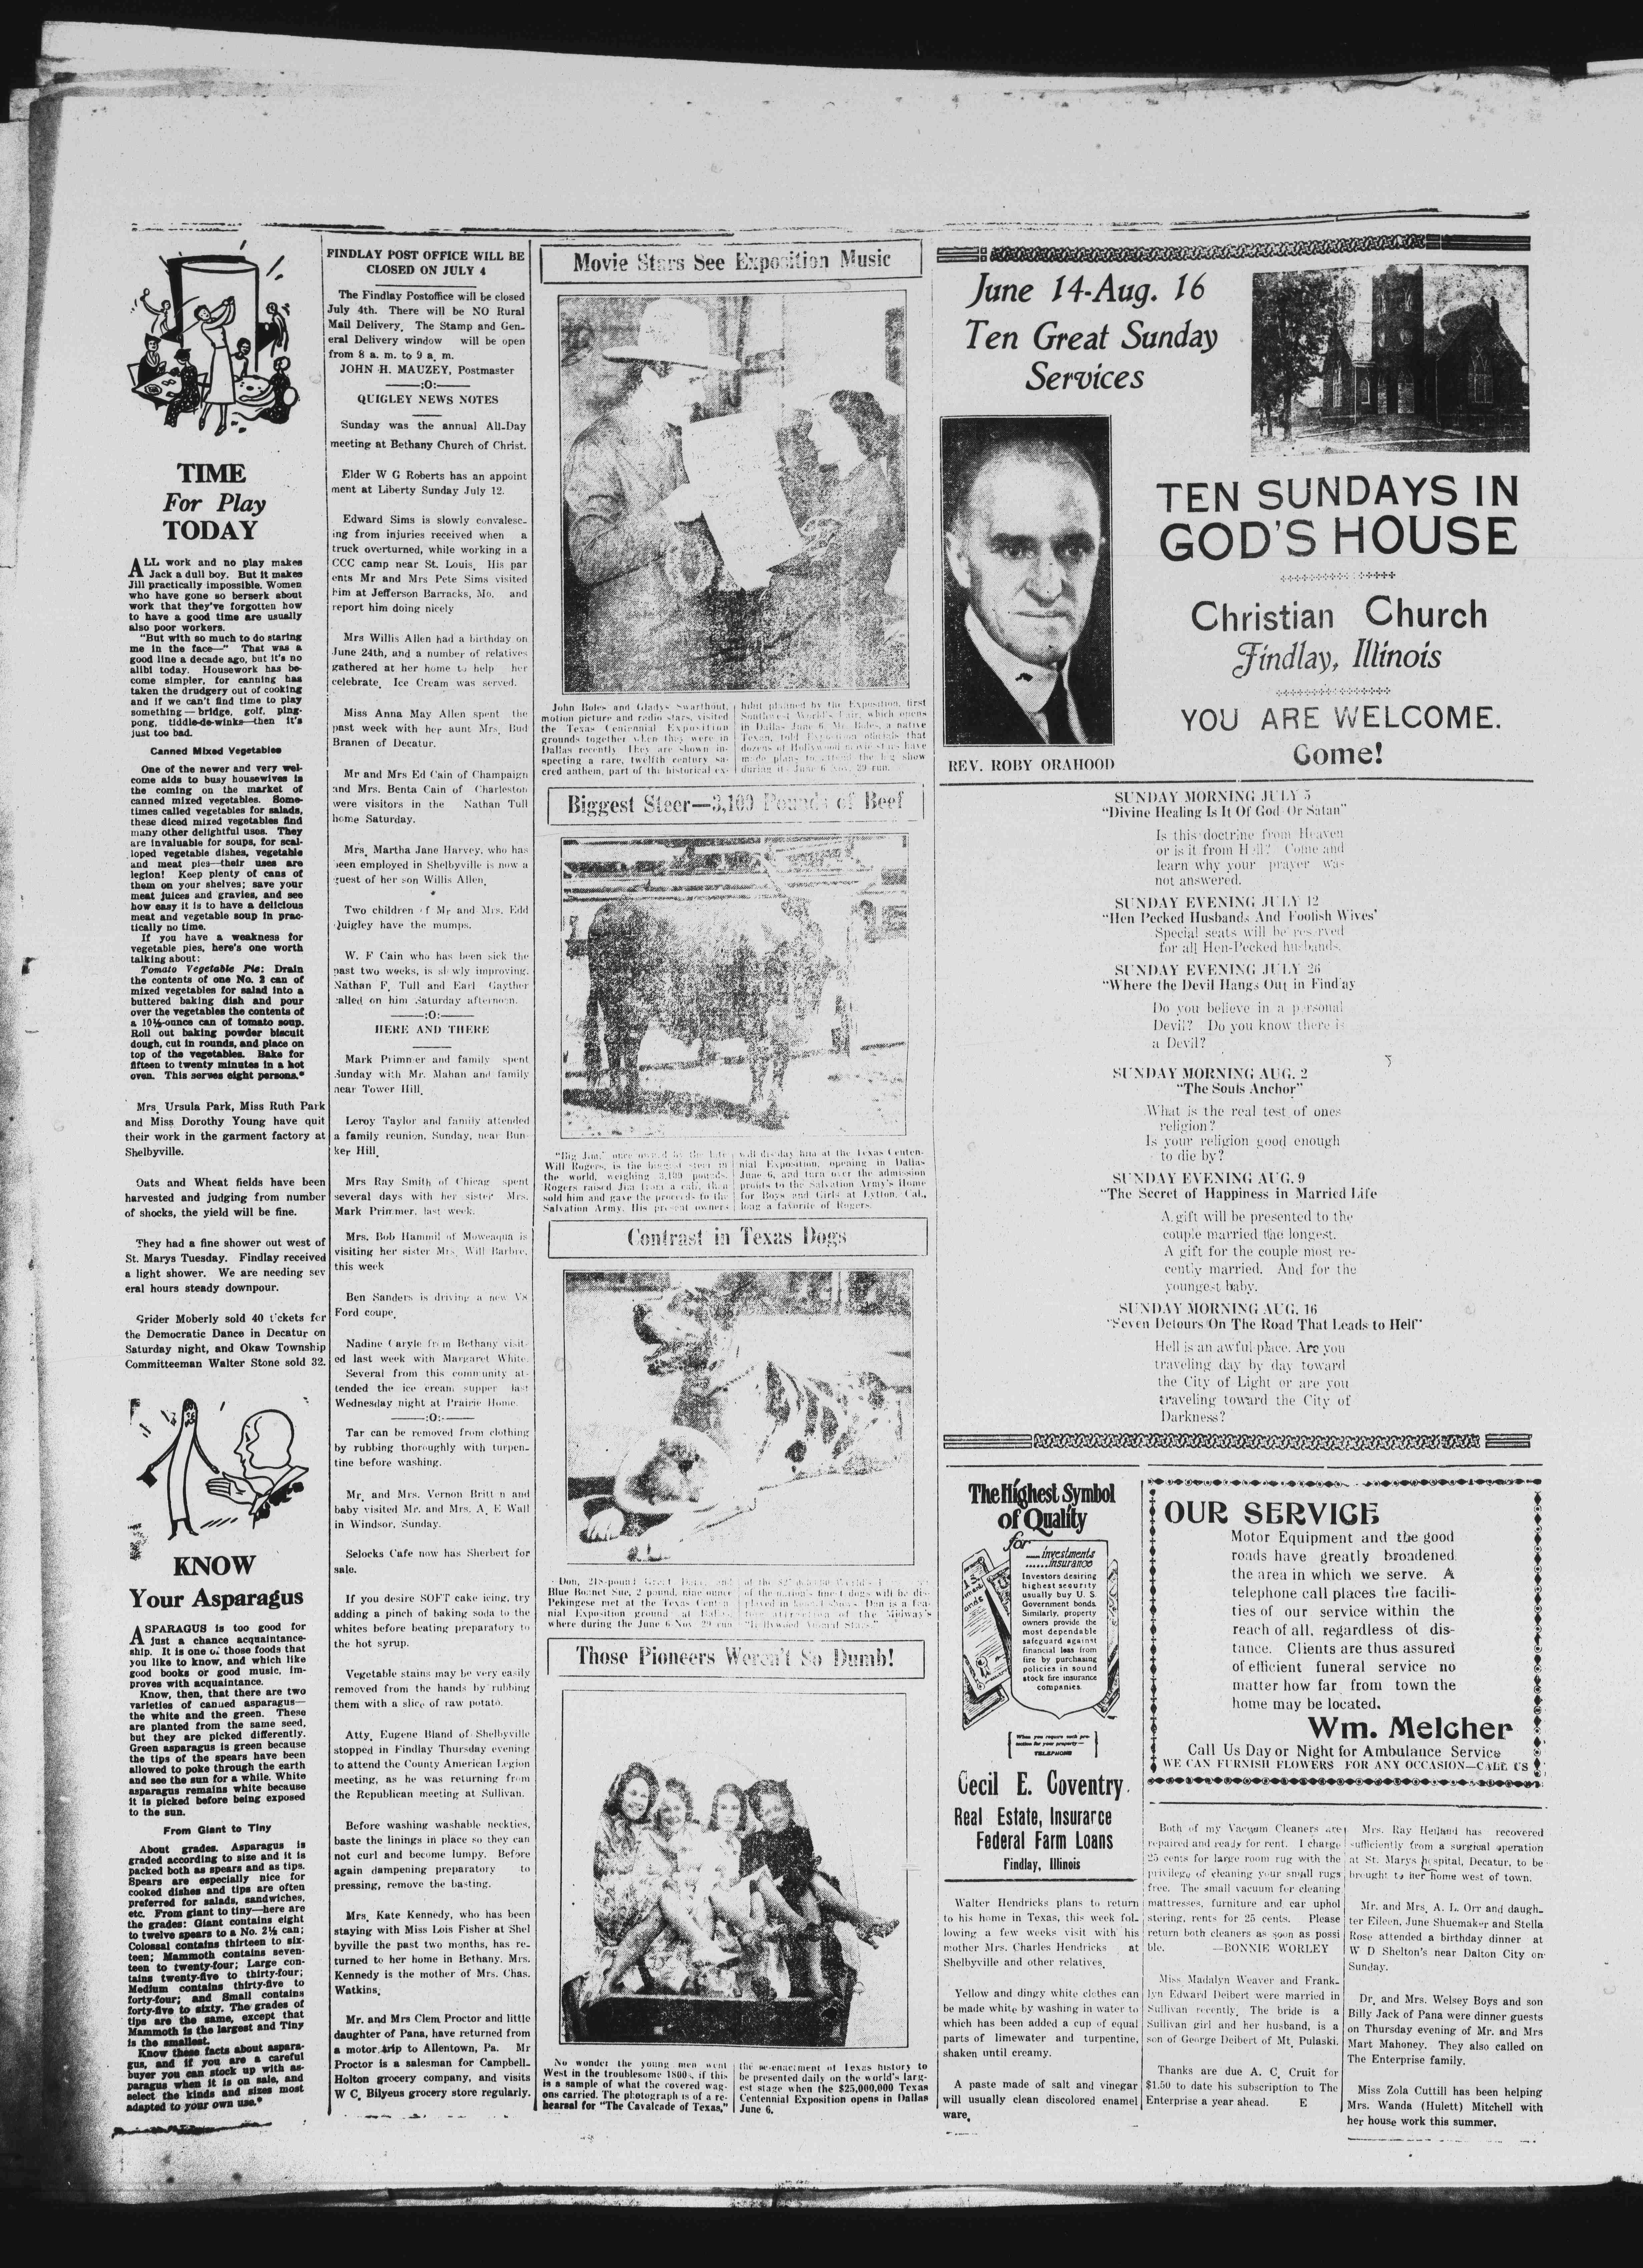 TIME
For Play
TODAY
ALL work and no play makes
Jack a dull boy. But it makes
Jill practically impossible. Women
who have gone so berserk about
work that they've forgotten how
to have a good time are usually
also poor workers.
"But with so much to do staring
me in the face—" That was a
good line a decade ago, but it's no
alibi today. Housework has be-
come simpler, for canning has
taken the drudgery out of cooking
and if we can't find time to play
something — bridge, golf, ping-
pong, tiddle-de-winks—then it's
just too bad.
Canned Mixed Vegetables
One of the newer and very wel-
come aids to busy housewives is
the coming on the market of
canned mixed vegetables. Some-
times called vegetables for salads,
these diced mixed vegetables find
many other delightful uses. They
are invaluable for soups, for scal-
loped vegetable dishes, vegetable
and meat pies—their uses are
legion! Keep plenty of cans of
them on your shelves; save your
meat juices and gravies, and see
how easy it is to have a delicious
meat and vegetable soup in prac-
tically no time.
If you have a weakness for
vegetable pies, here's one worth
talking about:
Tomato Vegetable Pie: Drain
the contents of one No. 2 can of
mixed vegetables for salad into a
buttered baking dish and pour
over the vegetables the contents of
a 10½-ounce can of tomato soup.
Roll out baking powder biscuit
dough, cut in rounds, and place on
top of the vegetables. Bake for
fifteen to twenty minutes in a hot
oven. This serves eight persons.*
Mrs. Ursula Park, Miss Ruth Park
and Miss Dorothy Young have quit
their work in the garment factory at
Shelbyville.
Oats and Wheat fields have been
harvested and judging from number
of shocks, the yield will be fine.
They had a fine shower out west of
St. Marys Tuesday. Findlay received
a light shower. We are needing sev
eral hours steady downpour.
Grider Moberly sold 40 tickets for
the Democratic Dance in Decatur on
Saturday night, and Okaw Township
Committeeman Walter Stone sold 32.
KNOW
Your Asparagus
ASPARAGUS is too good for
just a chance acquaintance-
ship. It is one of those foods that
you like to know, and which like
good books or good music, im-
proves with acquaintance.
Know, then, that there are two
varieties of canned asparagus—
the white and the green. These
are planted from the same seed,
but they are picked differently.
Green asparagus is green because
the tips of the spears have been
allowed to poke through the earth
and see the sun for a while. White
asparagus remains white because
it is picked before being exposed
to the sun.
From Giant to Tiny
About grades. Asparagus is
graded according to size and it is
packed both as spears and as tips.
Spears are especially nice for
cooked dishes and tips are often
preferred for salads, sandwiches,
etc. From giant to tiny—here are
the grades: Giant contains eight
to twelve spears to a No. 2½ can;
Colossal contains thirteen to six-
teen; Mammoth contains seven-
teen to twenty-four; Large con-
tains twenty-five to thirty-four;
Medium contains thirty-five to
forty-four; and Small contains
forty-five to sixty. The grades of
tips are the same, except that
Mammoth is the largest and Tiny
is the smallest.
Know these facts about aspara-
gus, and if you are a careful
buyer you can stock up with as-
paragus when it is on sale, and
select the kinds and sizes most
adapted to your own use.*
FINDLAY POST OFFICE WILL BE
CLOSED ON JULY 4
The Findlay Postoffice will be closed
July 4th. There will be NO Rural
Mail Delivery. The Stamp and Gen-
eral Delivery window will be open
from 8 a. m. to 9 a. m.
JOHN H. MAUZEY, Postmaster
—:O:—
QUIGLEY NEWS NOTES
Sunday was the annual All-Day
meeting at Bethany Church of Christ.
Elder W G Roberts has an appoint
ment at Liberty Sunday July 12.
Edward Sims is slowly convalesc-
ing from injuries received when a
truck overturned, while working in a
CCC camp near St. Louis. His par
ents Mr and Mrs Pete Sims visited
him at Jefferson Barracks, Mo. and
report him doing nicely
Mrs Willis Allen had a birthday on
June 24th, and a number of relatives
gathered at her home to help her
celebrate. Ice Cream was served.
Miss Anna May Allen spent the
past week with her aunt Mrs. Bud
Branen of Decatur.
Mr and Mrs Ed Cain of Champaign
and Mrs. Benta Cain of Charleston
were visitors in the Nathan Tull
home Saturday.
Mrs. Martha Jane Harvey, who has
been employed in Shelbyville is now a
guest of her son Willis Allen.
Two children of Mr and Mrs. Edd
Quigley have the mumps.
W. F Cain who has been sick the
past two weeks, is slowly improving.
Nathan F. Tull and Earl Gayther
called on him Saturday afternoon.
—:O:—
HERE AND THERE
Mark Primmer and family spent
Sunday with Mr. Mahan and family
near Tower Hill.
Leroy Taylor and family attended
a family reunion, Sunday, near Bun-
ker Hill.
Mrs Ray Smith of Chicag spent
several days with her sister Mrs.
Mark Primmer, last week.
Mrs. Bob Hammil of Moweaqua is
visiting her sister Mrs. Will Barbre,
this week
Ben Sanders is driving a new V8
Ford coupe.
Nadine Caryle from Bethany visit-
ed last week with Margaret White.
Several from this community at-
tended the ice cream supper last
Wednesday night at Prairie Home.
—:O:—
Tar can be removed from clothing
by rubbing thoroughly with turpen-
tine before washing.
Mr. and Mrs. Vernon Britt n and
baby visited Mr. and Mrs. A. E Wall
in Windsor, Sunday.
Selocks Cafe now has Sherbert for
sale.
If you desire SOFT cake icing, try
adding a pinch of baking soda to the
whites before beating preparatory to
the hot syrup.
Vegetable stains may be very easily
removed from the hands by rubbing
them with a slice of raw potato.
Atty. Eugene Bland of Shelbyville
stopped in Findlay Thursday evening
to attend the County American Legion
meeting, as he was returning from
the Republican meeting at Sullivan.
Before washing washable neckties,
baste the linings in place so they can
not curl and become lumpy. Before
again dampening preparatory to
pressing, remove the basting.
Mrs. Kate Kennedy, who has been
staying with Miss Lois Fisher at Shel
byville the past two months, has re-
turned to her home in Bethany. Mrs.
Kennedy is the mother of Mrs. Chas.
Watkins.
Mr. and Mrs Clem Proctor and little
daughter of Pana, have returned from
a motor trip to Allentown, Pa. Mr
Proctor is a salesman for Campbell-
Holton grocery company, and visits
W C. Bilyeus grocery store regularly.
Movie Stars See Exposition Music
John Boles and Gladys Swarthout,
motion picture and radio stars, visited
the Texas Centennial Exposition
grounds together when they were in
Dallas recently. They are shown in-
specting a rare, twelfth century sa-
cred anthem, part of the historical ex-
hibit planned by the Exposition, first
Southwest World's Fair, which opens
in Dallas June 6. Mr. Boles, a native
Texan, told Exposition officials that
dozens of Hollywood movie stars have
made plans to attend the big show
during its June 6 Nov. 29 run.
Biggest Steer—3,100 Pounds of Beef
"Big Jim," once owned by the late
Will Rogers, is the biggest steer in
the world, weighing 3,100 pounds.
Rogers raised Jim from a calf, then
sold him and gave the proceeds to the
Salvation Army. His present owners
will display him at the Texas Centen-
nial Exposition, opening in Dallas
June 6, and turn over the admission
profits to the Salvation Army's Home
for Boys and Girls at Lytton, Cal.,
long a favorite of Rogers.
Contrast in Texas Dogs
Don, 218-pound Great Dane, and
Blue Bonnet Sue, 2 pound, nine ounce
Pekingese met at the Texas Centen
nial Exposition ground at Dallas,
where during the June 6 Nov 29 run
of the
of the nation's finest dogs will be dis-
played in Don is a fea-
ture attraction of the Midway's
"Hollywood Animal Stars."
Those Pioneers Weren't So Dumb!
No wonder the young men went
West in the troublesome 1800s, if this
is a sample of what the covered wag-
ons carried. The photograph is of a re-
hearsal for "The Cavalcade of Texas,"
the re-enactment of Texas history to
be presented daily on the world's larg-
est stage when the $25,000,000 Texas
Centennial Exposition opens in Dallas
June 6.
June 14-Aug. 16
Ten Great Sunday
Services
REV. ROBY ORAHOOD
TEN SUNDAYS IN
GOD'S HOUSE
Christian Church
Findlay, Illinois
YOU ARE WELCOME.
Come!
SUNDAY MORNING JULY 5
"Divine Healing Is It Of God Or Satan"
Is this doctrine from Heaven
or is it from Hell? Come and
learn why your prayer was
not answered.
SUNDAY EVENING JULY 12
"Hen Pecked Husbands And Foolish Wives'
Special seats will be reserved
for all Hen-Pecked husbands.
SUNDAY EVENING JULY 26
"Where the Devil Hangs Out in Findlay
Do you believe in a personal
Devil? Do you know there is
a Devil?
SUNDAY MORNING AUG. 2
"The Souls Anchor"
What is the real test of ones
religion?
Is your religion good enough
to die by?
SUNDAY EVENING AUG. 9
"The Secret of Happiness in Married Life
A gift will be presented to the
couple married the longest.
A gift for the couple most re-
cently married. And for the
youngest baby.
SUNDAY MORNING AUG. 16
"Seven Detours On The Road That Leads to Hell"
Hell is an awful place. Are you
traveling day by day toward
the City of Light or are you
traveling toward the City of
Darkness?
The Highest Symbol
of Quality
for
investments
insurance
Investors desiring
highest security
usually buy U. S.
Government bonds.
Similarly, property
owners provide the
most dependable
safeguard against
financial loss from
fire by purchasing
policies in sound
stock fire insurance
companies.
When you require such pro-
tection for your property—
TELEPHONE
Cecil E. Coventry.
Real Estate, Insurarce
Federal Farm Loans
Findlay, Illinois
Walter Hendricks plans to return
to his home in Texas, this week fol-
lowing a few weeks visit with his
mother Mrs. Charles Hendricks at
Shelbyville and other relatives.
Yellow and dingy white clothes can
be made white by washing in water to
which has been added a cup of equal
parts of limewater and turpentine,
shaken until creamy.
A paste made of salt and vinegar
will usually clean discolored enamel
ware.
OUR SERVICE
Motor Equipment and the good
roads have greatly broadened
the area in which we serve. A
telephone call places the facili-
ties of our service within the
reach of all, regardless of dis-
tance. Clients are thus assured
of efficient funeral service no
matter how far from town the
home may be located.
Wm. Melcher
Call Us Day or Night for Ambulance Service
WE CAN FURNISH FLOWERS FOR ANY OCCASION—CALL US
Both of my Vacuum Cleaners are
repaired and ready for rent. I charge
25 cents for large room rug with the
privilege of cleaning your small rugs
free. The small vacuum for cleaning
mattresses, furniture and car uphol
stering, rents for 25 cents. Please
return both cleaners as soon as possi
ble. —BONNIE WORLEY
Miss Madalyn Weaver and Frank-
lyn Edward Deibert were married in
Sullivan recently. The bride is a
Sullivan girl and her husband, is a
son of George Deibert of Mt. Pulaski.
Thanks are due A. C. Cruit for
$1.50 to date his subscription to The
Enterprise a year ahead. E
Mrs. Ray Heiland has recovered
sufficiently from a surgical operation
at St. Marys hospital, Decatur, to be
brought to her home west of town.
Mr. and Mrs. A. L. Orr and daugh-
ter Eileen, June Shuemaker and Stella
Rose attended a birthday dinner at
W D Shelton's near Dalton City on
Sunday.
Dr. and Mrs. Welsey Boys and son
Billy Jack of Pana were dinner guests
on Thursday evening of Mr. and Mrs
Mart Mahoney. They also called on
The Enterprise family.
Miss Zola Cuttill has been helping
Mrs. Wanda (Hulett) Mitchell with
her house work this summer.